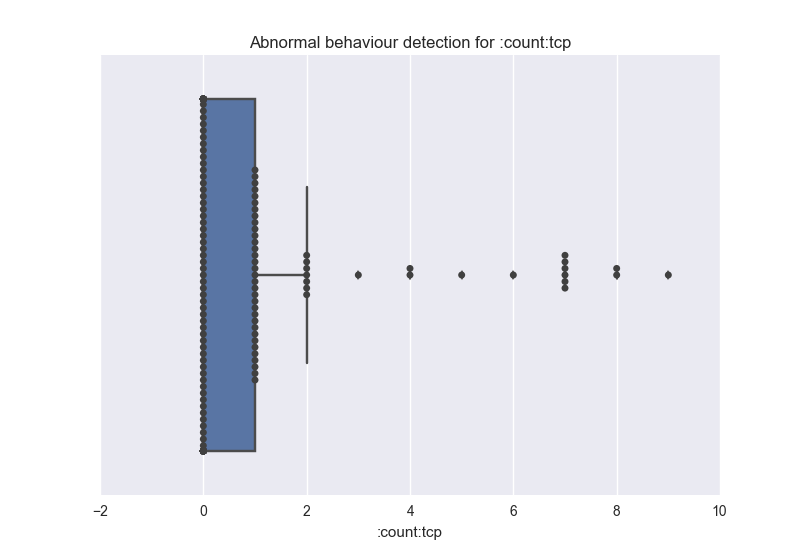 Abnormal behaviour detection for :count:tcp
−2 0 2 4 6 8 10
:count:tcp